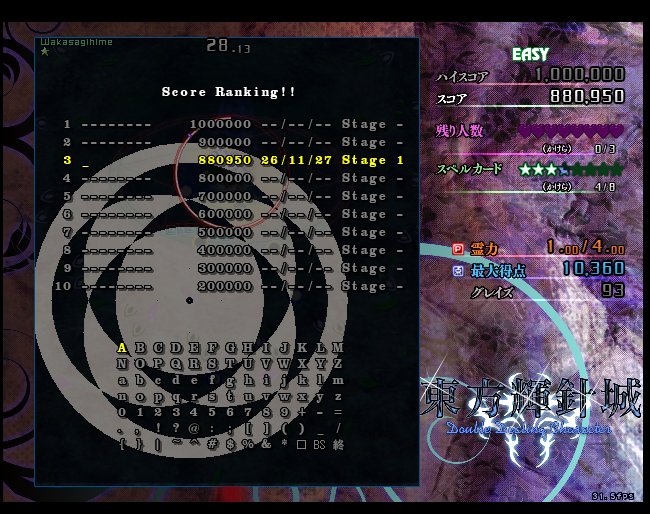 Wakasagihime
28.13
Score Ranking!!
1 -------- 1000000 --/--/-- Stage -
2 -------- 900000 --/--/-- Stage -
3 _ 880950 26/11/27 Stage 1
4 -------- 800000 --/--/-- Stage -
5 -------- 700000 --/--/-- Stage -
6 -------- 600000 --/--/-- Stage -
7 -------- 500000 --/--/-- Stage -
8 -------- 400000 --/--/-- Stage -
9 -------- 300000 --/--/-- Stage -
10 -------- 200000 --/--/-- Stage -
A B C D E F G H I J K L M
N O P Q R S T U V W X Y Z
a b c d e f g h i j k l m
n o p q r s t u v w x y z
0 1 2 3 4 5 6 7 8 9 + - =
. , ! ? @ : ; [ ] ( ) _ /
{ } | ~ ^ # $ % & * □ BS 終
EASY
ハイスコア 1,000,000
スコア 880,950
残り人数
(かけら) 0/3
スペルカード
(かけら) 4/8
P 霊力 1.00/4.00
最大得点 10,360
グレイズ 93
東方輝針城
Double Dealing Character
31.5fps